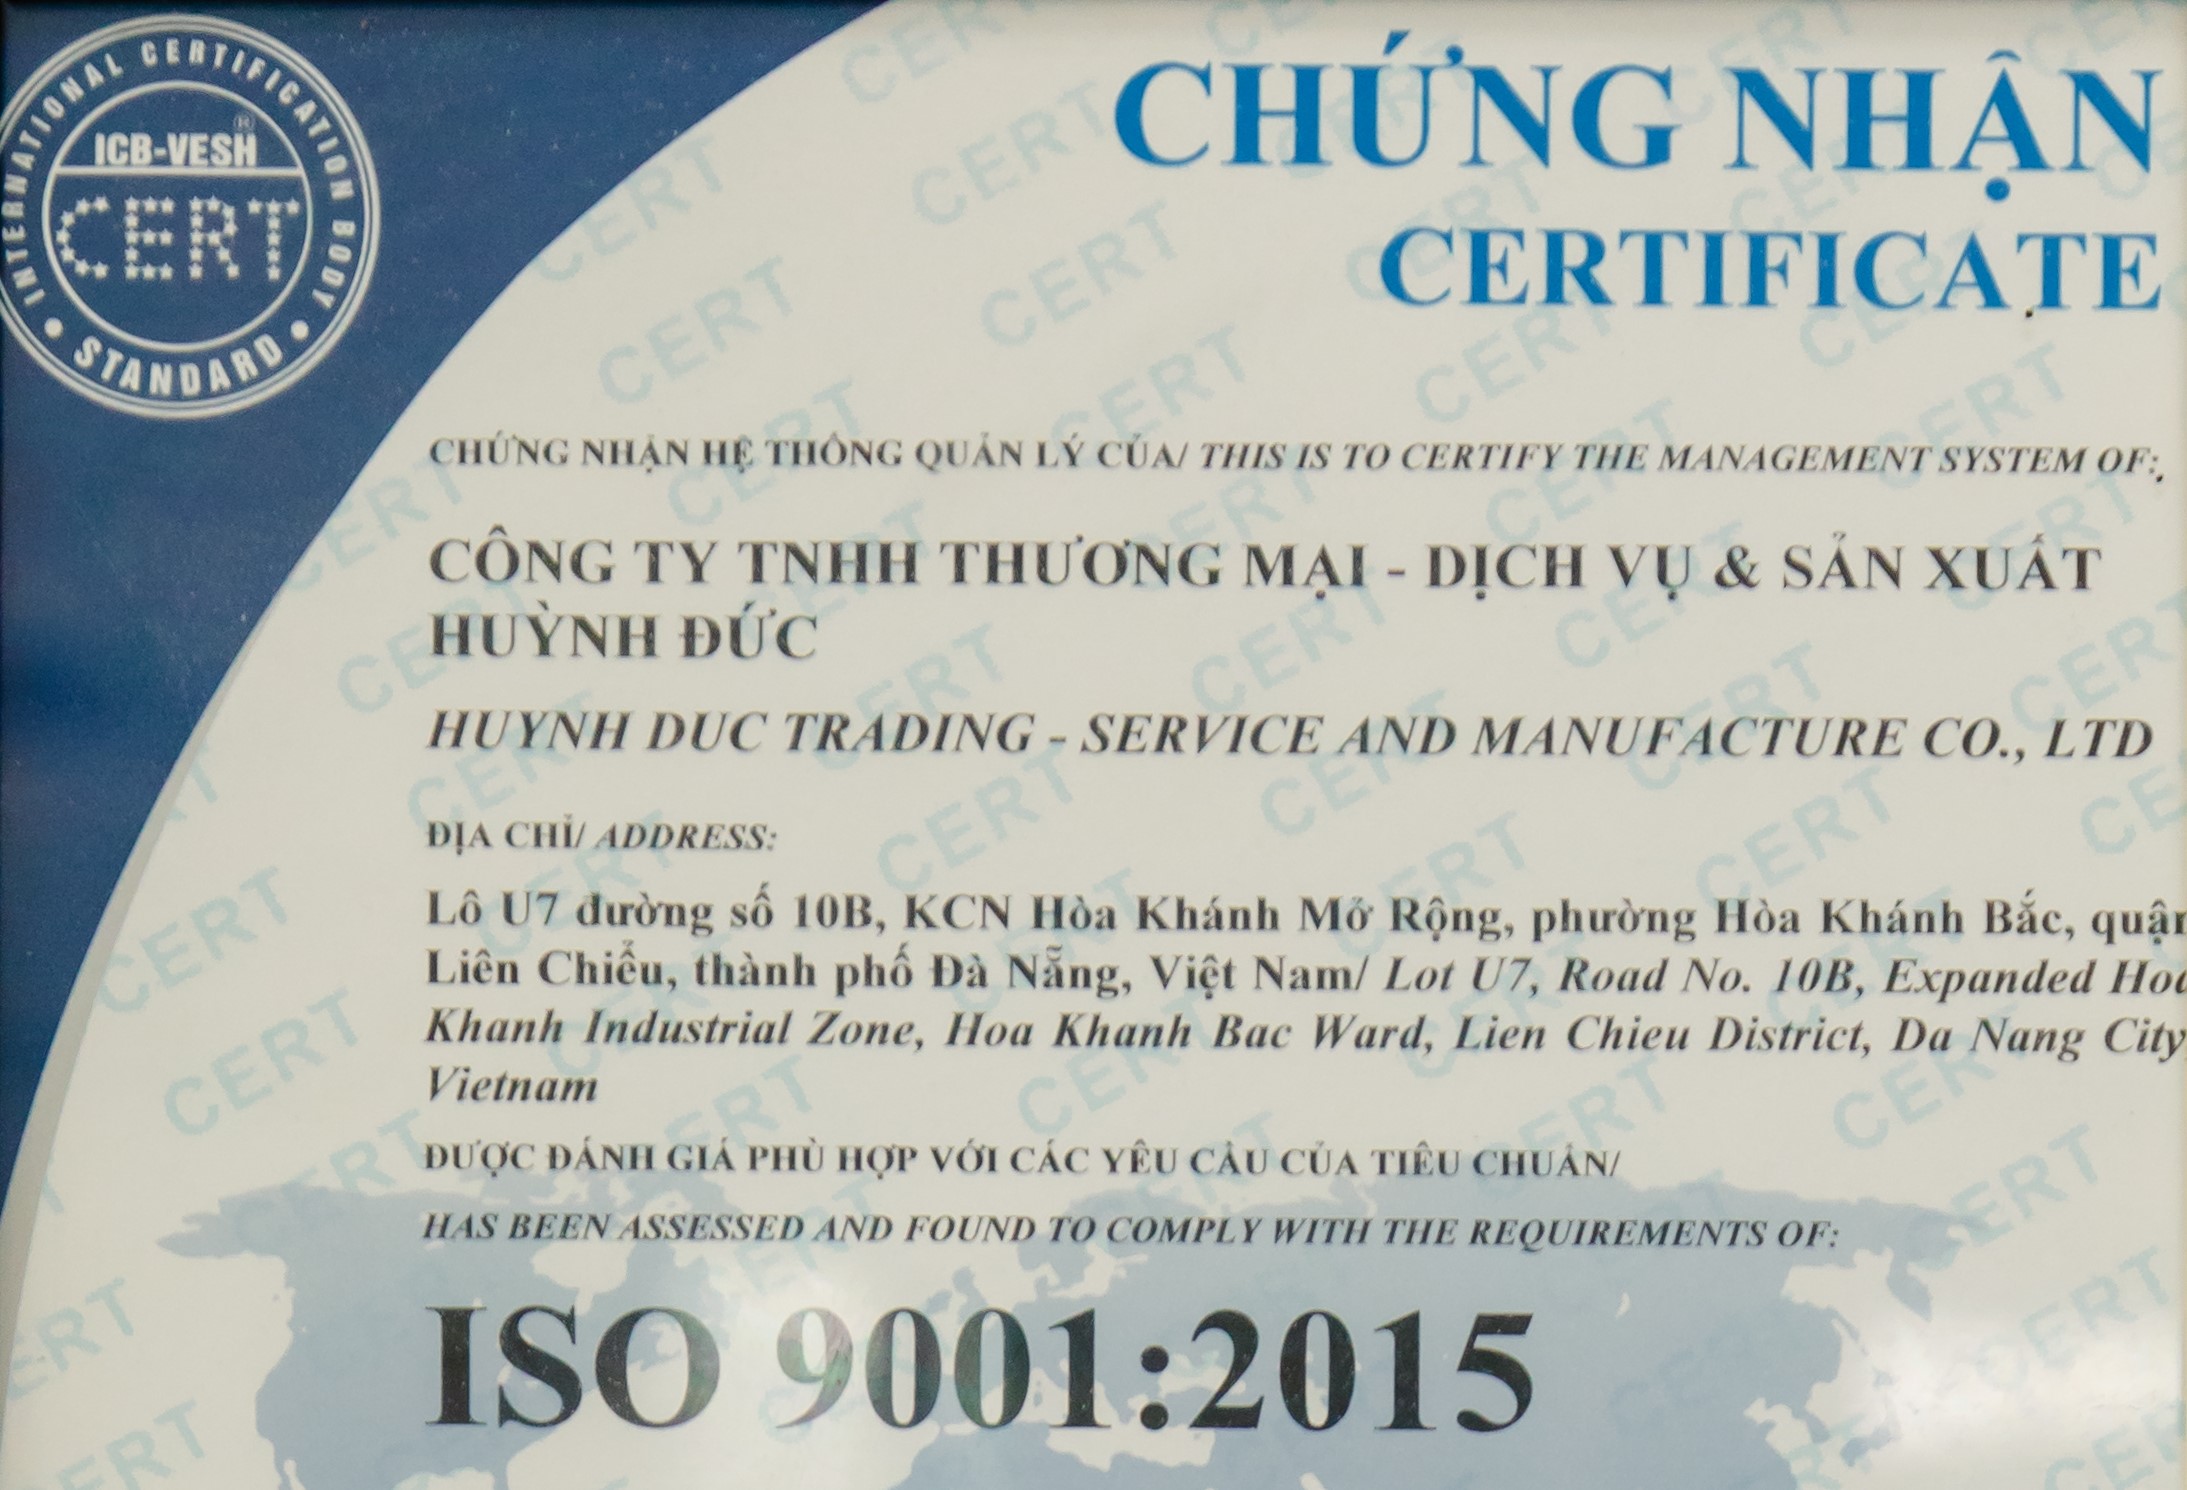 INTERNATIONAL CERTIFICATION BODY
ICB-VESH®
CERT
• STANDARD •
CHỨNG NHẬN
CERTIFICATE
CHỨNG NHẬN HỆ THỐNG QUẢN LÝ CỦA/ THIS IS TO CERTIFY THE MANAGEMENT SYSTEM OF:
CÔNG TY TNHH THƯƠNG MẠI - DỊCH VỤ & SẢN XUẤT
HUỲNH ĐỨC
HUYNH DUC TRADING - SERVICE AND MANUFACTURE CO., LTD
ĐỊA CHỈ/ ADDRESS:
Lô U7 đường số 10B, KCN Hòa Khánh Mở Rộng, phường Hòa Khánh Bắc, quận
Liên Chiểu, thành phố Đà Nẵng, Việt Nam/ Lot U7, Road No. 10B, Expanded Hoa
Khanh Industrial Zone, Hoa Khanh Bac Ward, Lien Chieu District, Da Nang City,
Vietnam
ĐƯỢC ĐÁNH GIÁ PHÙ HỢP VỚI CÁC YÊU CẦU CỦA TIÊU CHUẨN/
HAS BEEN ASSESSED AND FOUND TO COMPLY WITH THE REQUIREMENTS OF:
ISO 9001:2015